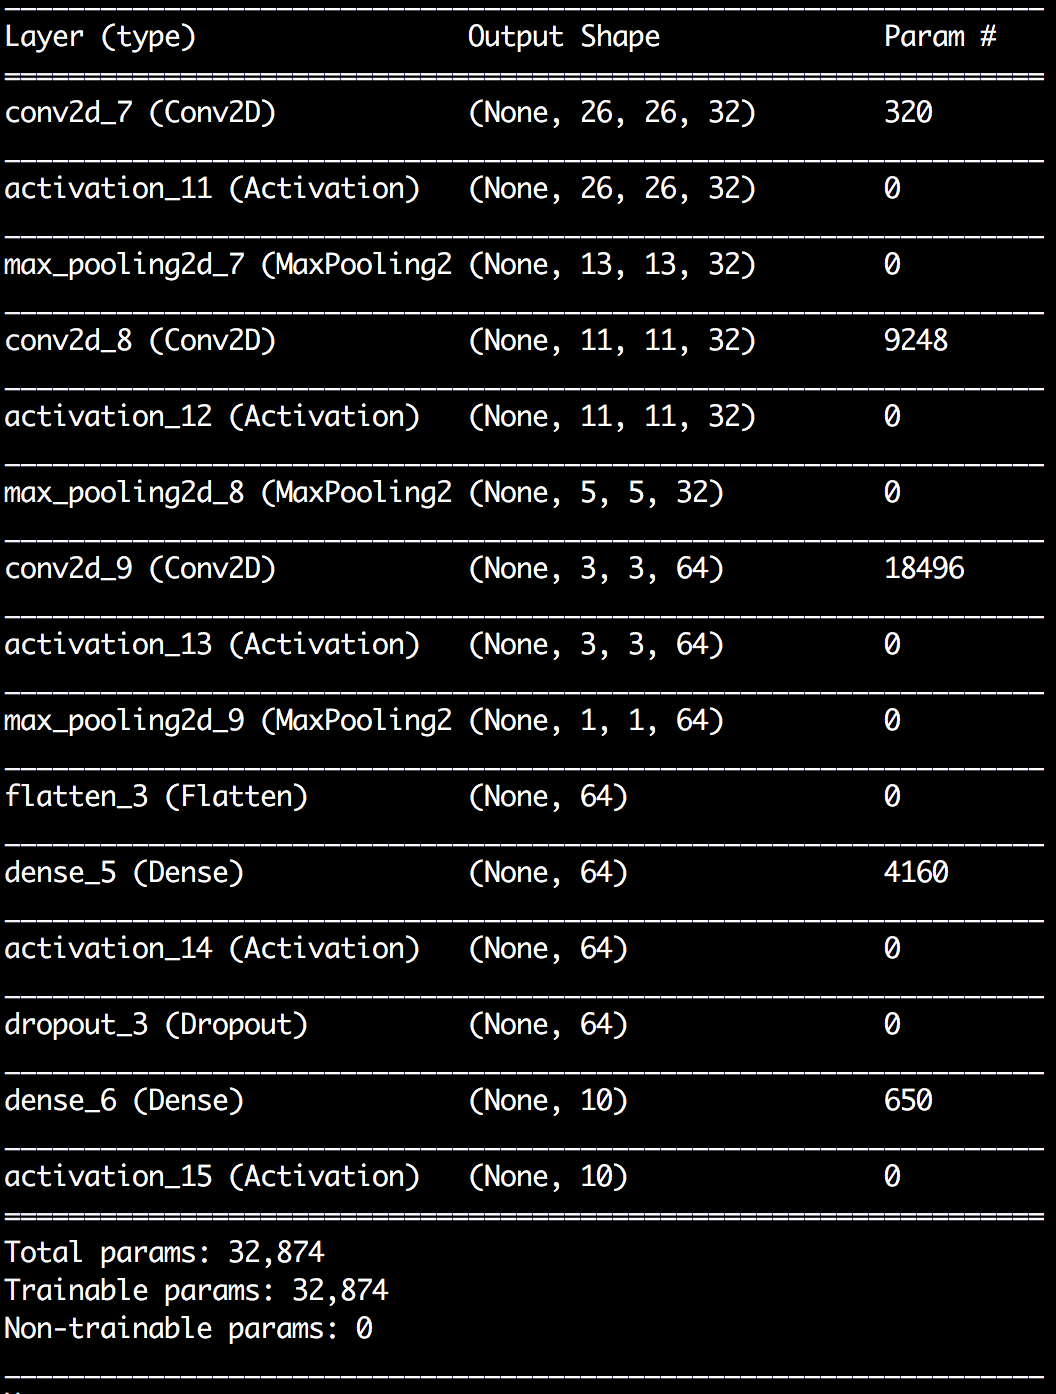 Layer (type) Output Shape Param #
conv2d_7 (Conv2D) (None, 26, 26, 32) 320
activation_11 (Activation) (None, 26, 26, 32) 0
max_pooling2d_7 (MaxPooling2 (None, 13, 13, 32) 0
conv2d_8 (Conv2D) (None, 11, 11, 32) 9248
activation_12 (Activation) (None, 11, 11, 32) 0
max_pooling2d_8 (MaxPooling2 (None, 5, 5, 32) 0
conv2d_9 (Conv2D) (None, 3, 3, 64) 18496
activation_13 (Activation) (None, 3, 3, 64) 0
max_pooling2d_9 (MaxPooling2 (None, 1, 1, 64) 0
flatten_3 (Flatten) (None, 64) 0
dense_5 (Dense) (None, 64) 4160
activation_14 (Activation) (None, 64) 0
dropout_3 (Dropout) (None, 64) 0
dense_6 (Dense) (None, 10) 650
activation_15 (Activation) (None, 10) 0
Total params: 32,874
Trainable params: 32,874
Non-trainable params: 0